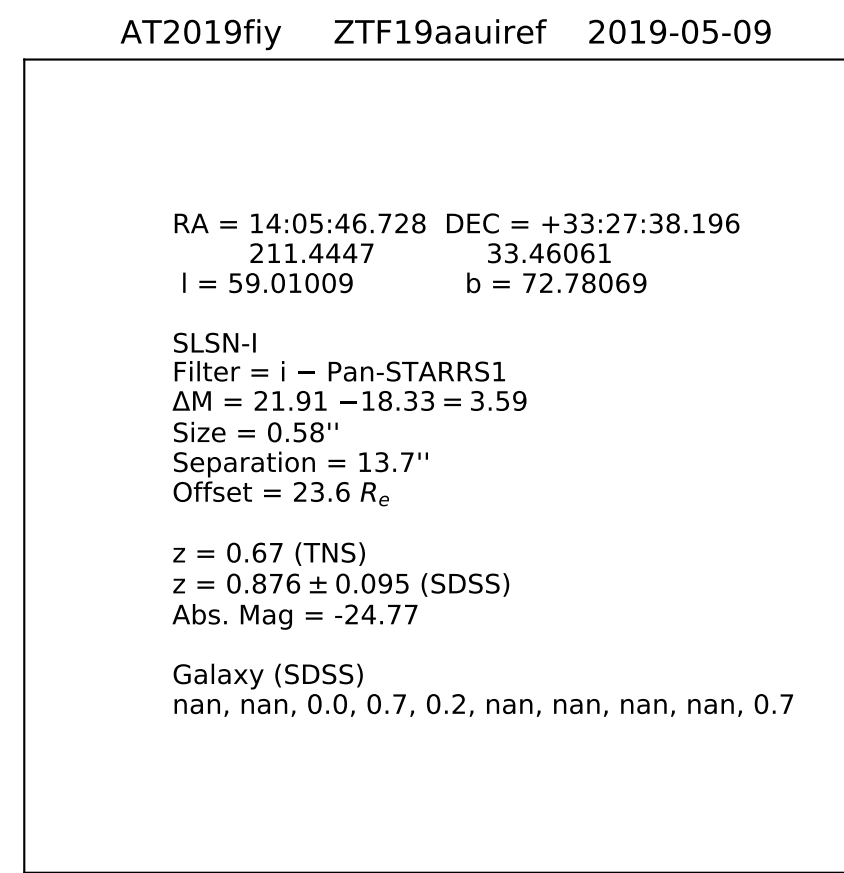 AT2019fiy ZTF19aauiref 2019-05-09
RA = 14:05:46.728 DEC = +33:27:38.196
211.4447 33.46061
l = 59.01009 b = 72.78069
SLSN-I
Filter = i − Pan-STARRS1
ΔM = 21.91 −18.33 = 3.59
Size = 0.58''
Separation = 13.7''
Offset = 23.6 Re
z = 0.67 (TNS)
z = 0.876 ± 0.095 (SDSS)
Abs. Mag = -24.77
Galaxy (SDSS)
nan, nan, 0.0, 0.7, 0.2, nan, nan, nan, nan, 0.7